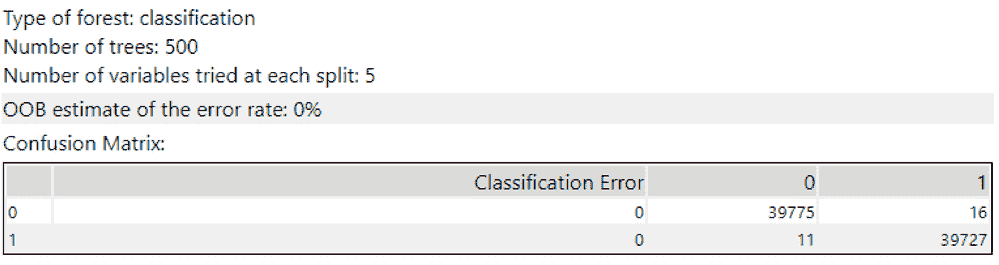 Type of forest: classification
Number of trees: 500
Number of variables tried at each split: 5
OOB estimate of the error rate: 0%
Confusion Matrix:
Classification Error 0 1
0 0 39775 16
1 0 11 39727